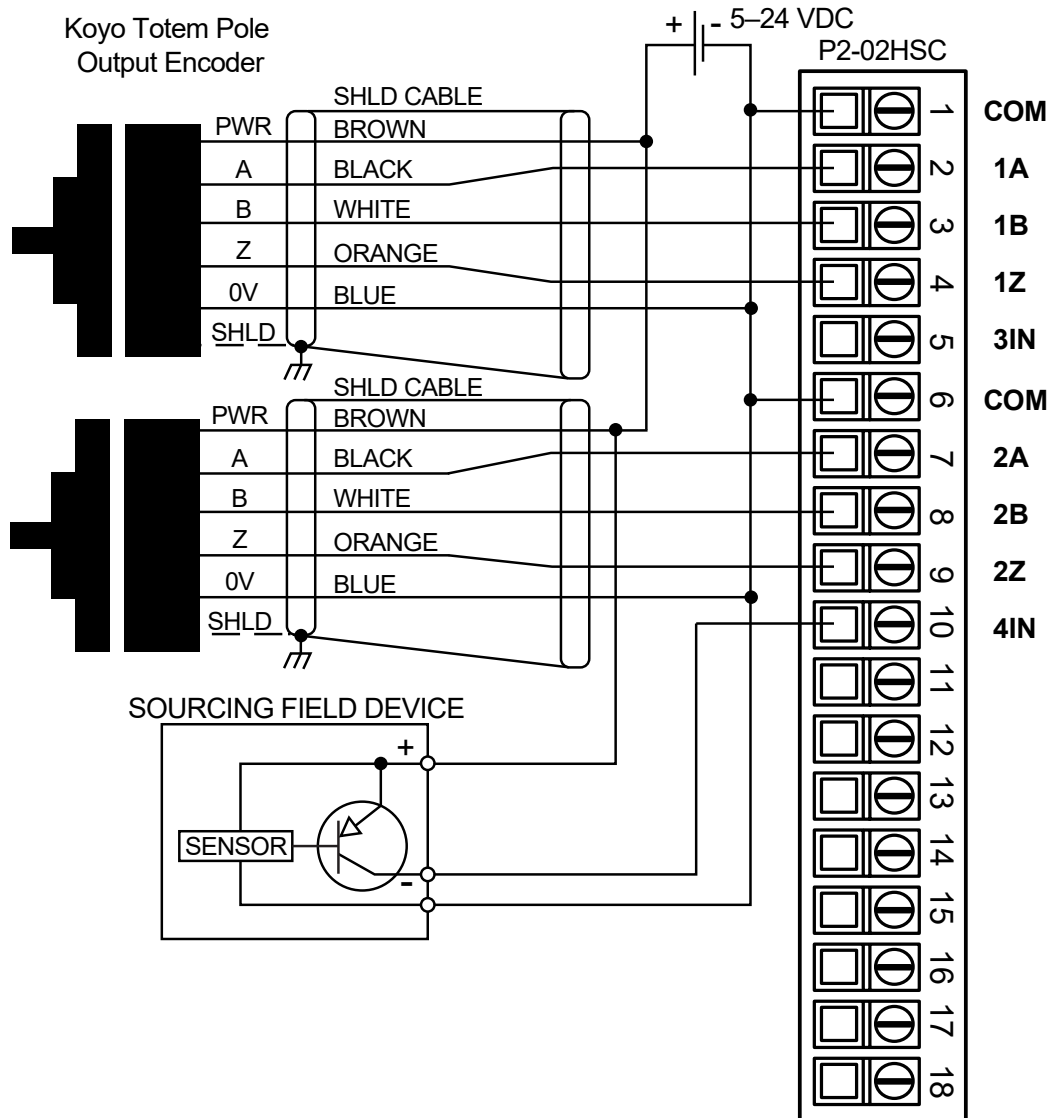 Koyo Totem Pole
Output Encoder
+ - 5–24 VDC
P2-02HSC
SHLD CABLE
PWR BROWN
A BLACK
B WHITE
Z ORANGE
0V BLUE
SHLD
SHLD CABLE
PWR BROWN
A BLACK
B WHITE
Z ORANGE
0V BLUE
SHLD
SOURCING FIELD DEVICE
+
SENSOR
-
1 COM
2 1A
3 1B
4 1Z
5 3IN
6 COM
7 2A
8 2B
9 2Z
10 4IN
11
12
13
14
15
16
17
18